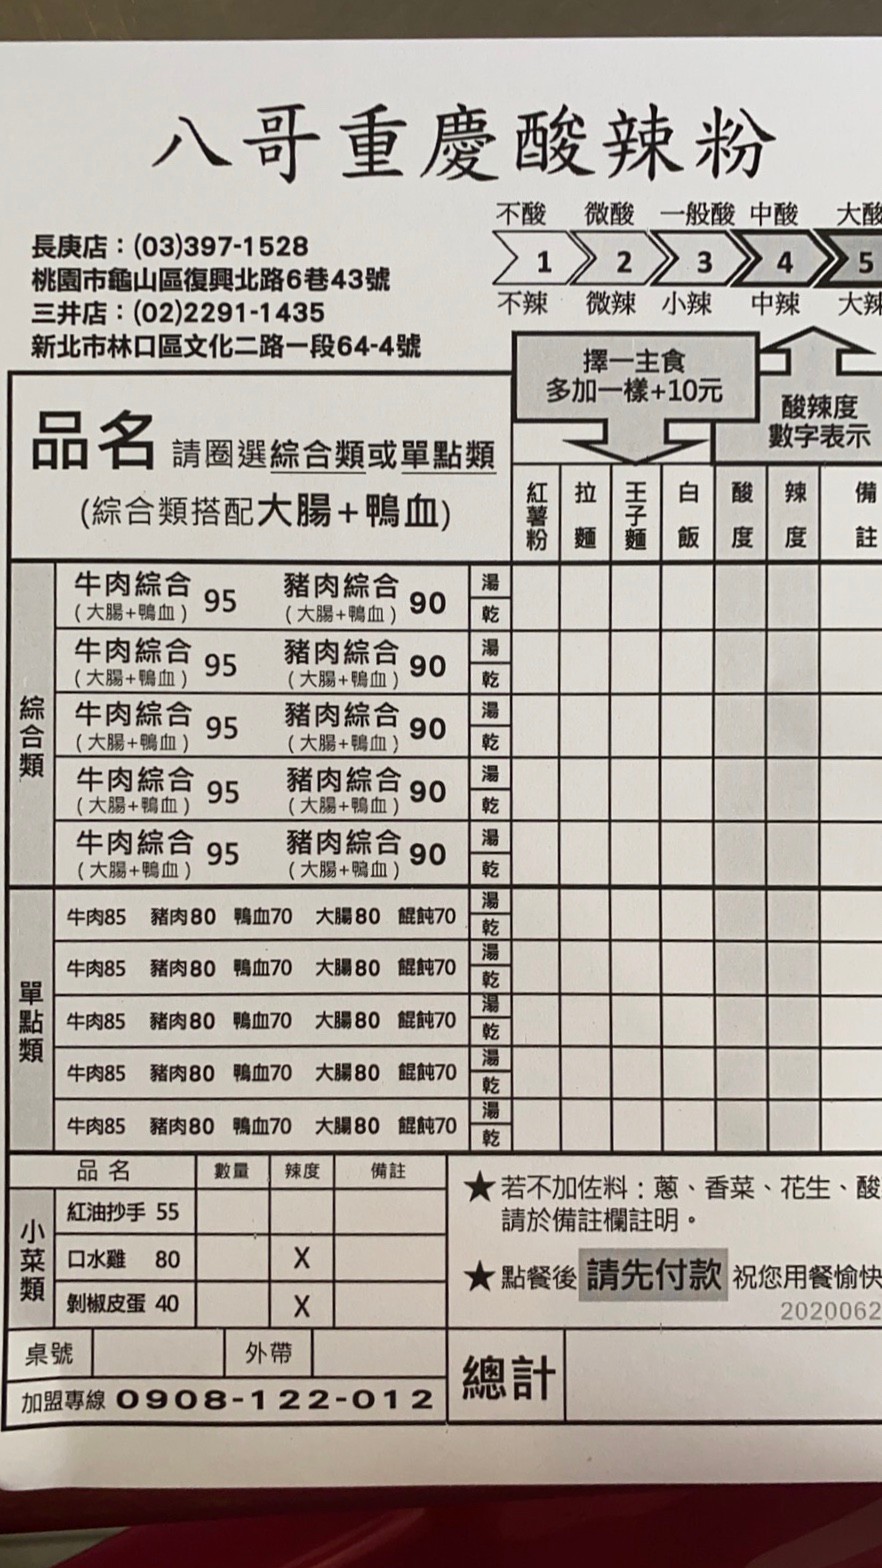 八哥重慶酸辣粉
不酸 微酸 一般酸 中酸 大酸
長庚店：(03)397-1528
1 2 3 4 5
桃園市龜山區復興北路6巷43號
三井店：(02)2291-1435
不辣 微辣 小辣 中辣 大辣
新北市林口區文化二路一段64-4號
擇一主食
多加一樣+10元
酸辣度
數字表示
品名 請圈選綜合類或單點類
(綜合類搭配大腸+鴨血)
紅薯粉 拉麵 王子麵 白飯 酸度 辣度 備註
綜合類
牛肉綜合 95 豬肉綜合 90 湯
(大腸+鴨血) (大腸+鴨血) 乾
牛肉綜合 95 豬肉綜合 90 湯
(大腸+鴨血) (大腸+鴨血) 乾
牛肉綜合 95 豬肉綜合 90 湯
(大腸+鴨血) (大腸+鴨血) 乾
牛肉綜合 95 豬肉綜合 90 湯
(大腸+鴨血) (大腸+鴨血) 乾
牛肉綜合 95 豬肉綜合 90 湯
(大腸+鴨血) (大腸+鴨血) 乾
單點類
牛肉85 豬肉80 鴨血70 大腸80 餛飩70 湯 乾
牛肉85 豬肉80 鴨血70 大腸80 餛飩70 湯 乾
牛肉85 豬肉80 鴨血70 大腸80 餛飩70 湯 乾
牛肉85 豬肉80 鴨血70 大腸80 餛飩70 湯 乾
牛肉85 豬肉80 鴨血70 大腸80 餛飩70 湯 乾
品名 數量 辣度 備註
小菜類
紅油抄手 55
口水雞 80 X
剝椒皮蛋 40 X
★若不加佐料：蔥、香菜、花生、酸
請於備註欄註明。
★點餐後 請先付款 祝您用餐愉快
2020062
桌號 外帶
總計
加盟專線 0908-122-012